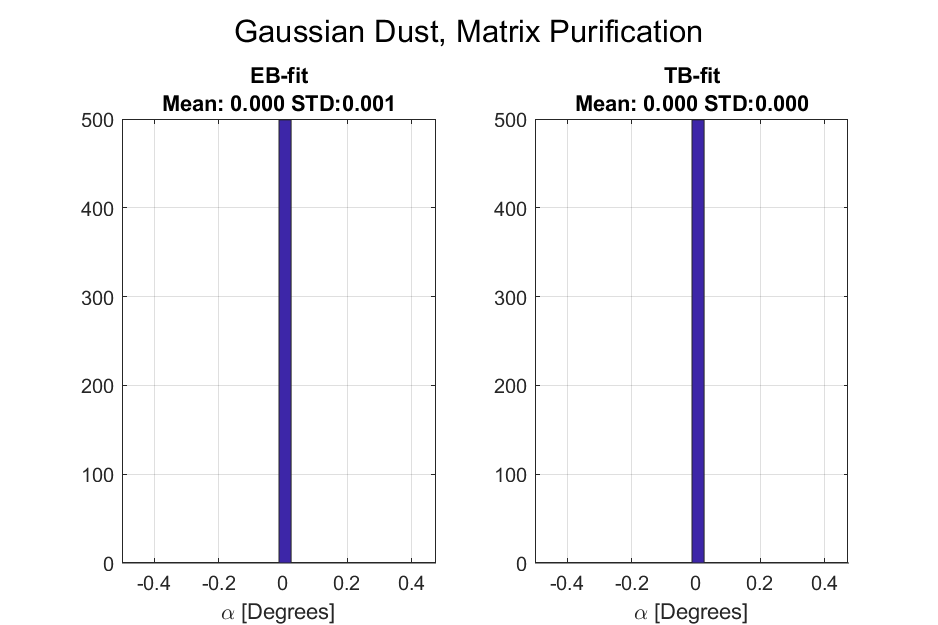 Gaussian Dust, Matrix Purification
EB-fit
Mean: 0.000 STD:0.001
500
400
300
200
100
0
-0.4 -0.2 0 0.2 0.4
α [Degrees]
TB-fit
Mean: 0.000 STD:0.000
500
400
300
200
100
0
-0.4 -0.2 0 0.2 0.4
α [Degrees]